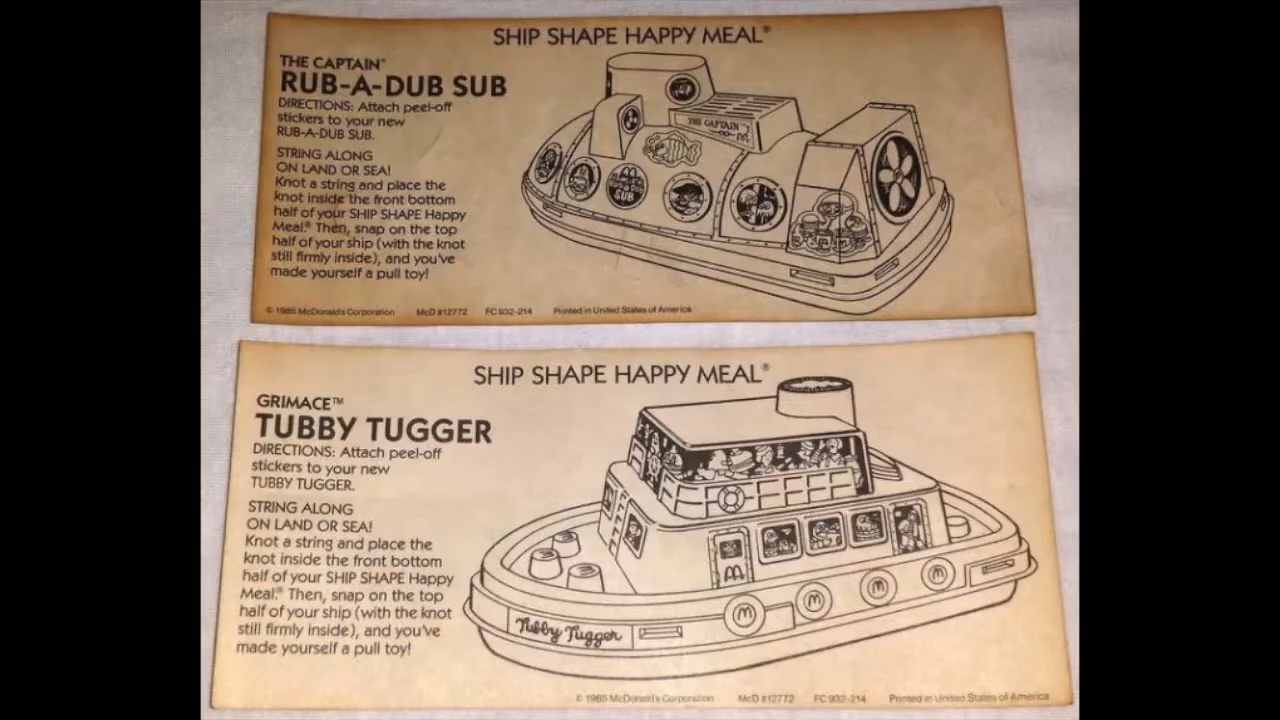 SHIP SHAPE HAPPY MEAL®
THE CAPTAIN™
RUB-A-DUB SUB
DIRECTIONS: Attach peel-off
stickers to your new
RUB-A-DUB SUB.
STRING ALONG
ON LAND OR SEA!
Knot a string and place the
knot inside the front bottom
half of your SHIP SHAPE Happy
Meal.® Then, snap on the top
half of your ship (with the knot
still firmly inside), and you've
made yourself a pull toy!
THE CAPTAIN™
SUB
© 1985 McDonald's Corporation McD #12772 FC 932-214 Printed in United States of America
SHIP SHAPE HAPPY MEAL®
GRIMACE™
TUBBY TUGGER
DIRECTIONS: Attach peel-off
stickers to your new
TUBBY TUGGER.
STRING ALONG
ON LAND OR SEA!
Knot a string and place the
knot inside the front bottom
half of your SHIP SHAPE Happy
Meal.® Then, snap on the top
half of your ship (with the knot
still firmly inside), and you've
made yourself a pull toy!
Tubby Tugger
© 1985 McDonald's Corporation McD #12772 FC 932-214 Printed in United States of America